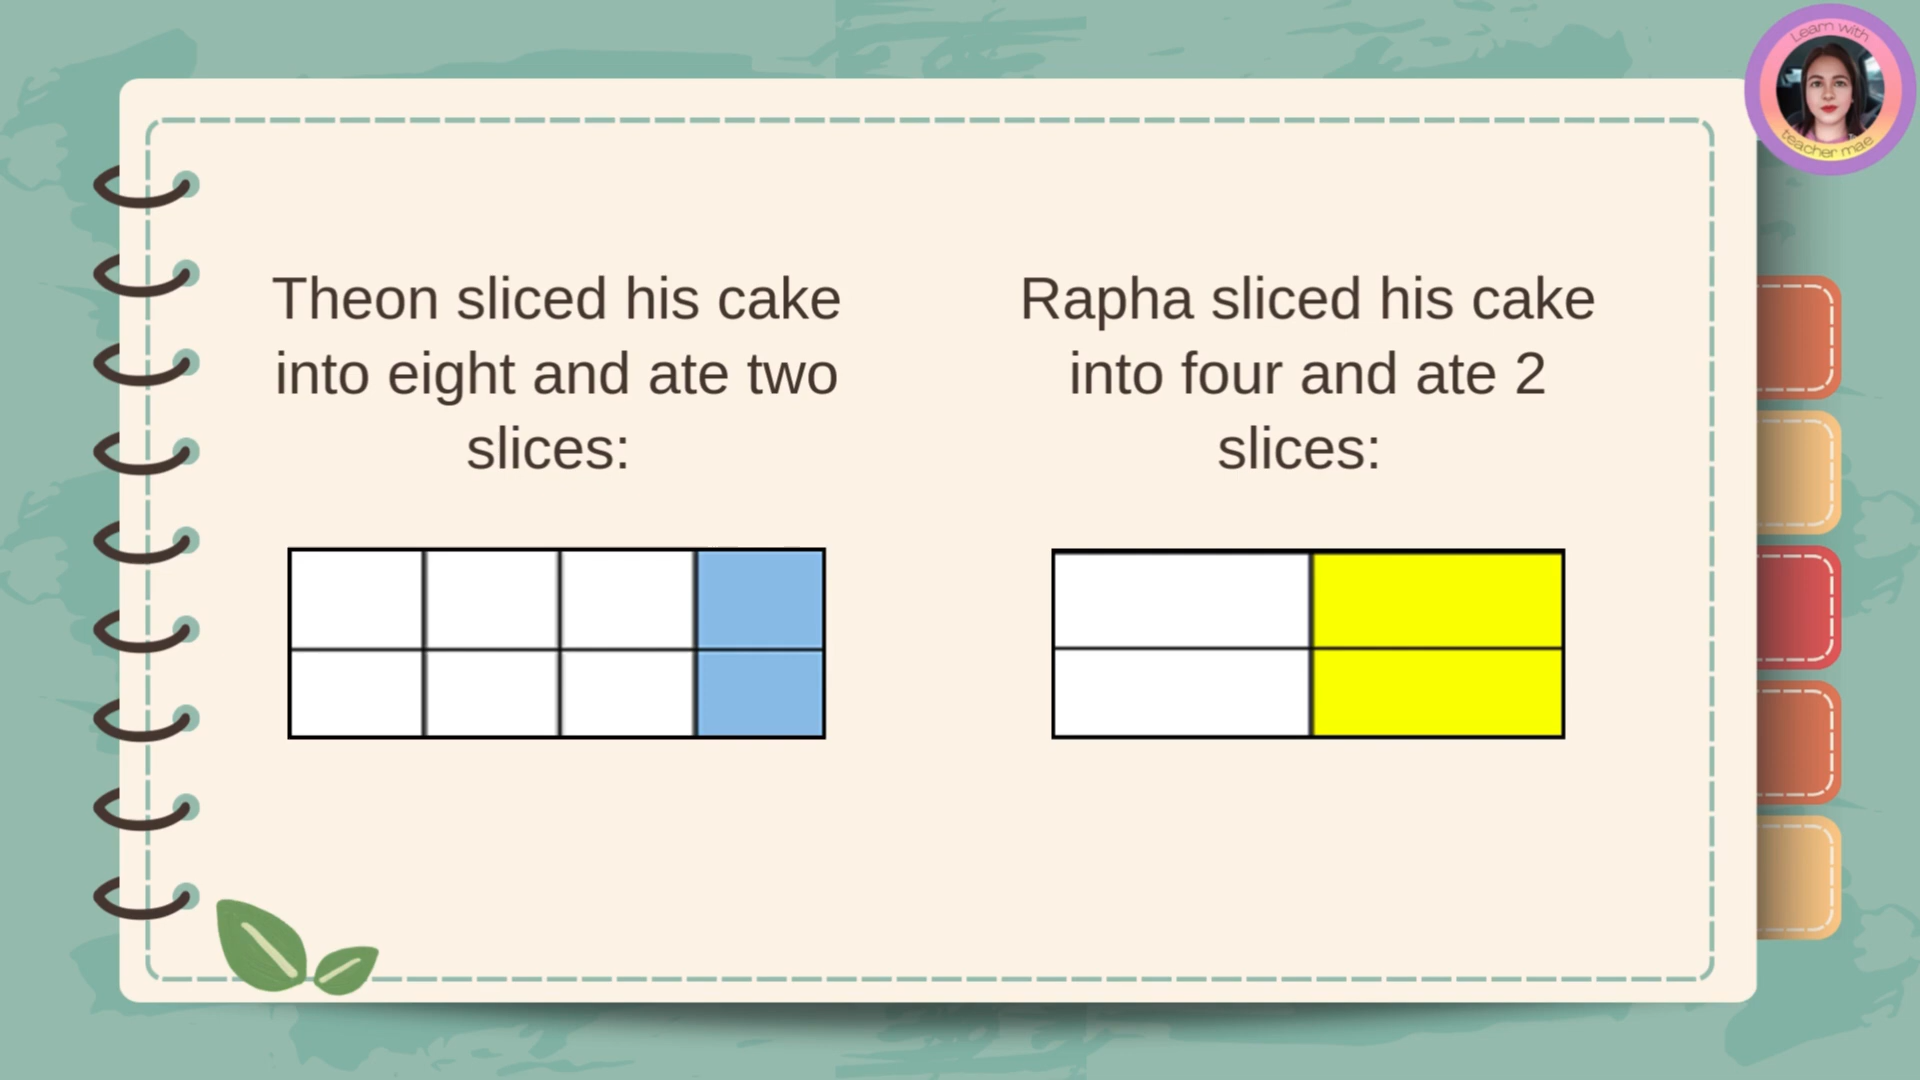 Learn with
teacher mae
Theon sliced his cake
into eight and ate two
slices:
Rapha sliced his cake
into four and ate 2
slices: